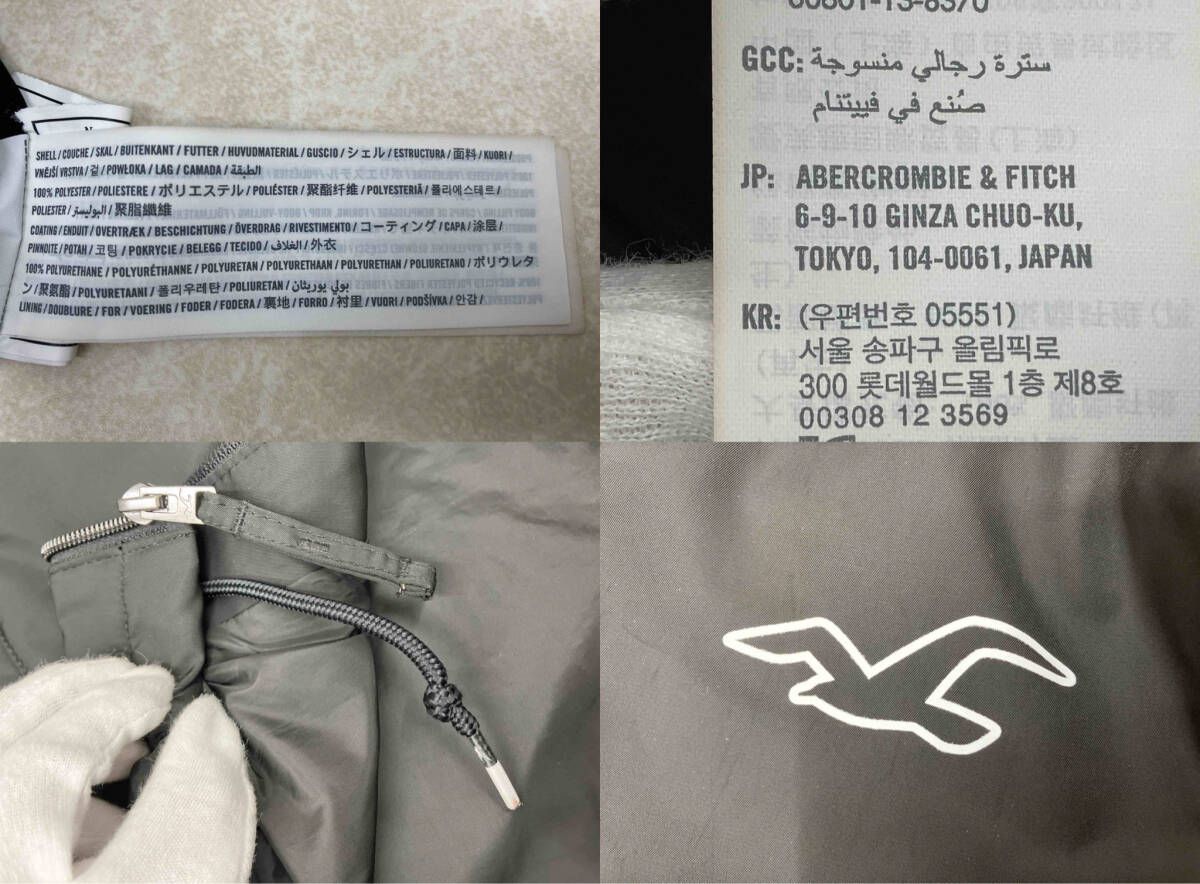 SHELL / COUCHE / SKAL / BUITENKANT / FUTTER / HUVUDMATERIAL / GUSCIO / シェル / ESTRUCTURA / 面料 / KUORI /
VNĚJŠÍ VRSTVA / 겉 / POWŁOKA / LAG / CAMADA / الطبقة /
100% POLYESTER / POLIESTERE / ポリエステル / POLIÉSTER / 聚酯纤维 / POLYESTERIÄ / 폴리에스테르 /
POLIESTER / البوليستر / 聚脂纖維
COATING / ENDUIT / OVERTRÆK / BESCHICHTUNG / ÖVERDRAG / RIVESTIMENTO / コーティング / CAPA / 涂层 /
PINNOITE / POTAH / 코팅 / POKRYCIE / BELEGG / TECIDO / الغلاف / 外衣
100% POLYURETHANE / POLYURÉTHANNE / POLYURETAN / POLYURETHAAN / POLIURETANO / ポリウレタ
ン / 聚氨酯 / POLYURETAANI / 폴리우레탄 / POLIURETAN / بولي يوريثان /
LINING / DOUBLURE / FOR / VOERING / FODER / FODERA / 裏地 / FORRO / 衬里 / VUORI / PODŠÍVKA / 안감 /
00801-13-8370
GCC: سترة رجالي منسوجة
صُنع في فييتنام
JP: ABERCROMBIE & FITCH
6-9-10 GINZA CHUO-KU,
TOKYO, 104-0061, JAPAN
KR: (우편번호 05551)
서울 송파구 올림픽로
300 롯데월드몰 1층 제8호
00308 12 3569